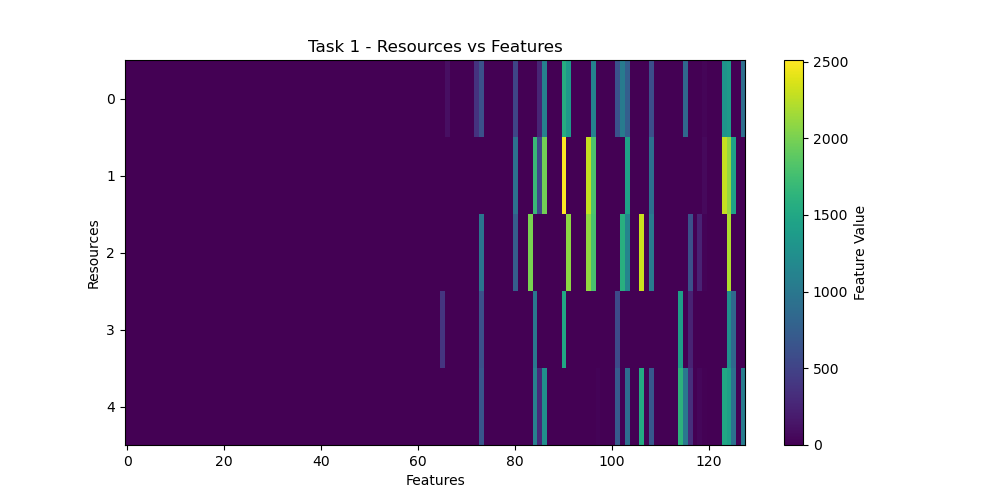 Task 1 - Resources vs Features
Resources
0
1
2
3
4
0 20 40 60 80 100 120
Features
2500
2000
1500
1000
500
0
Feature Value